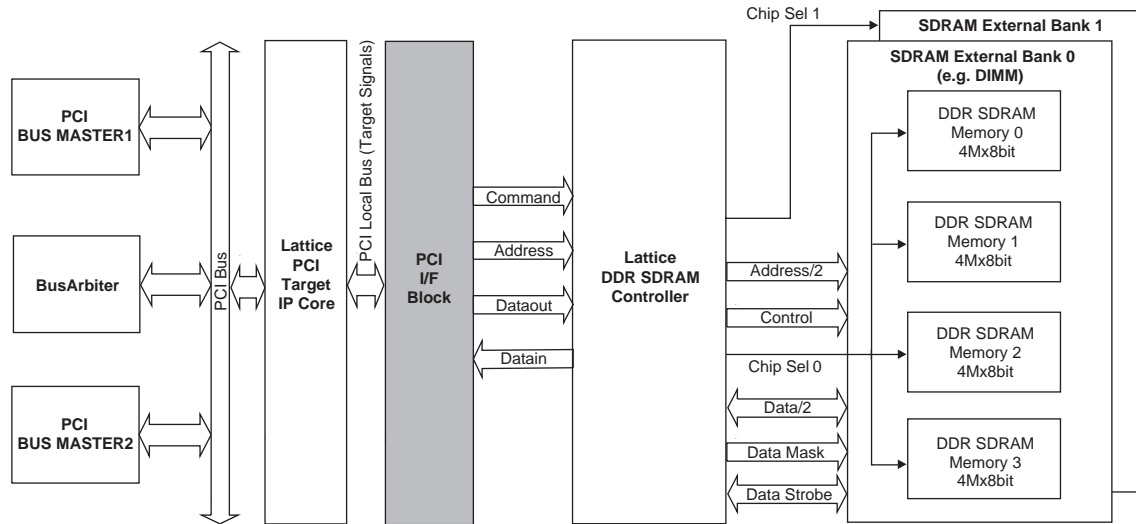 Chip Sel 1
SDRAM External Bank 1
SDRAM External Bank 0
(e.g. DIMM)
PCI
BUS MASTER1
BusArbiter
PCI
BUS MASTER2
PCI Bus
Lattice
PCI
Target
IP Core
PCI Local Bus (Target Signals)
PCI
I/F
Block
Command
Address
Dataout
Datain
Lattice
DDR SDRAM
Controller
Address/2
Control
Chip Sel 0
Data/2
Data Mask
Data Strobe
DDR SDRAM
Memory 0
4Mx8bit
DDR SDRAM
Memory 1
4Mx8bit
DDR SDRAM
Memory 2
4Mx8bit
DDR SDRAM
Memory 3
4Mx8bit